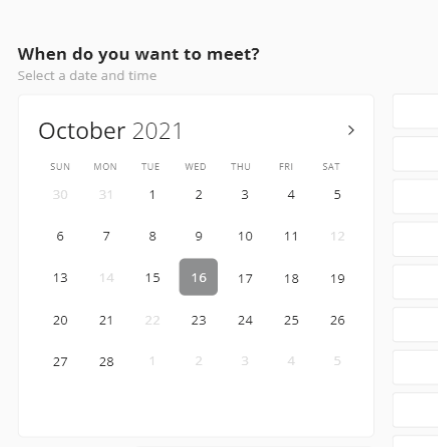 When do you want to meet?
Select a date and time
October 2021
SUN MON TUE WED THU FRI SAT
30 31 1 2 3 4 5
6 7 8 9 10 11 12
13 14 15 16 17 18 19
20 21 22 23 24 25 26
27 28 1 2 3 4 5